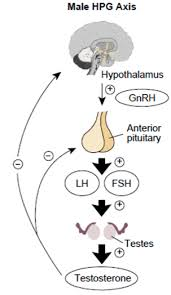 Male HPG Axis
Hypothalamus
+
GnRH
Anterior
pituitary
+
LH
FSH
+
Testes
Testosterone
−
−